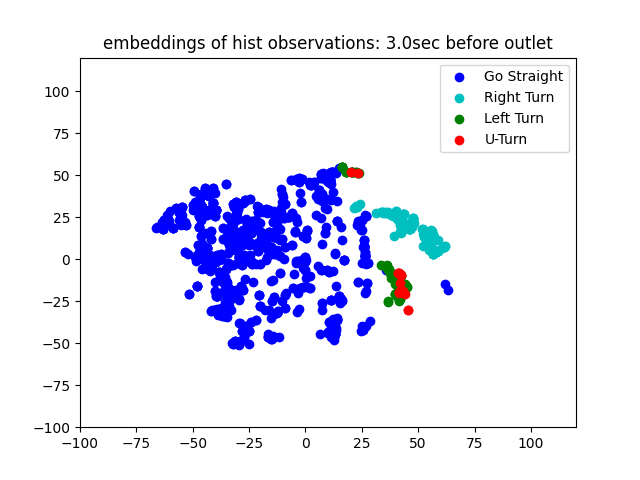 embeddings of hist observations: 3.0sec before outlet
Go Straight
Right Turn
Left Turn
U-Turn
100
75
50
25
0
−25
−50
−75
−100
−100 −75 −50 −25 0 25 50 75 100